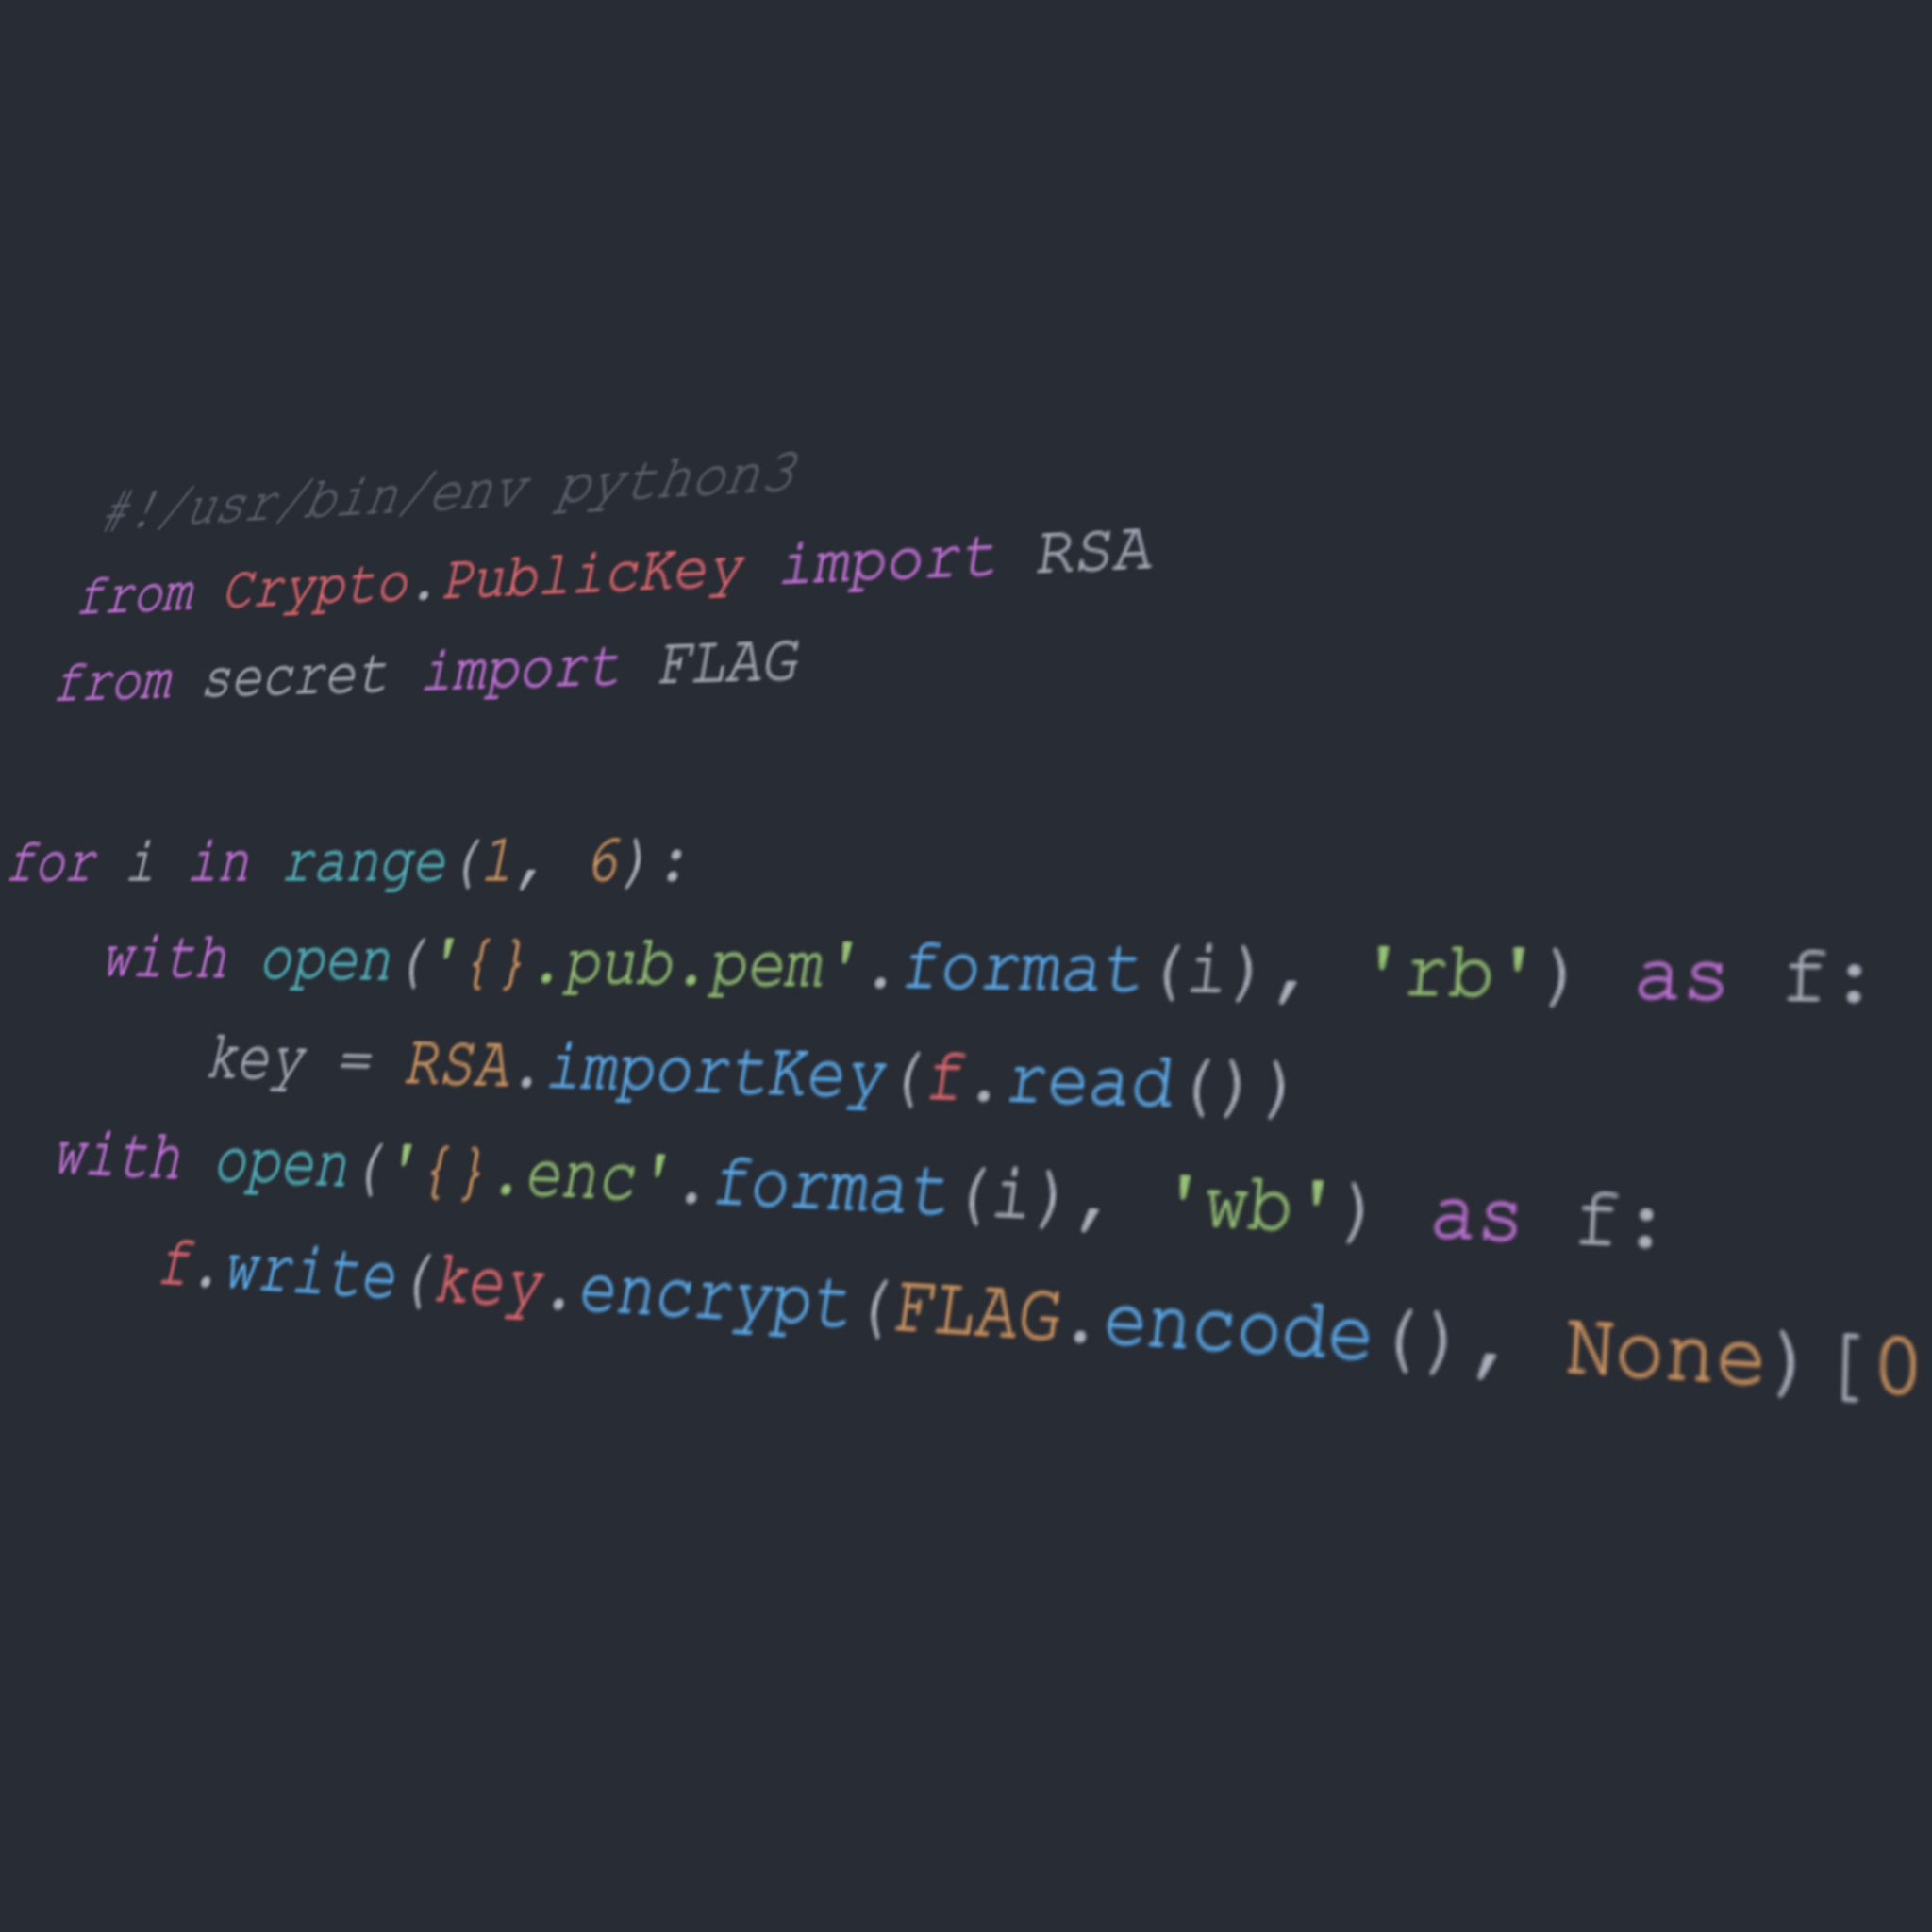 #!/usr/bin/env python3
from Crypto.PublicKey import RSA
from secret import FLAG
for i in range(1, 6):
with open('{}.pub.pem'.format(i), 'rb') as f:
key = RSA.importKey(f.read())
with open('{}.enc'.format(i), 'wb') as f:
f.write(key.encrypt(FLAG.encode(), None)[0